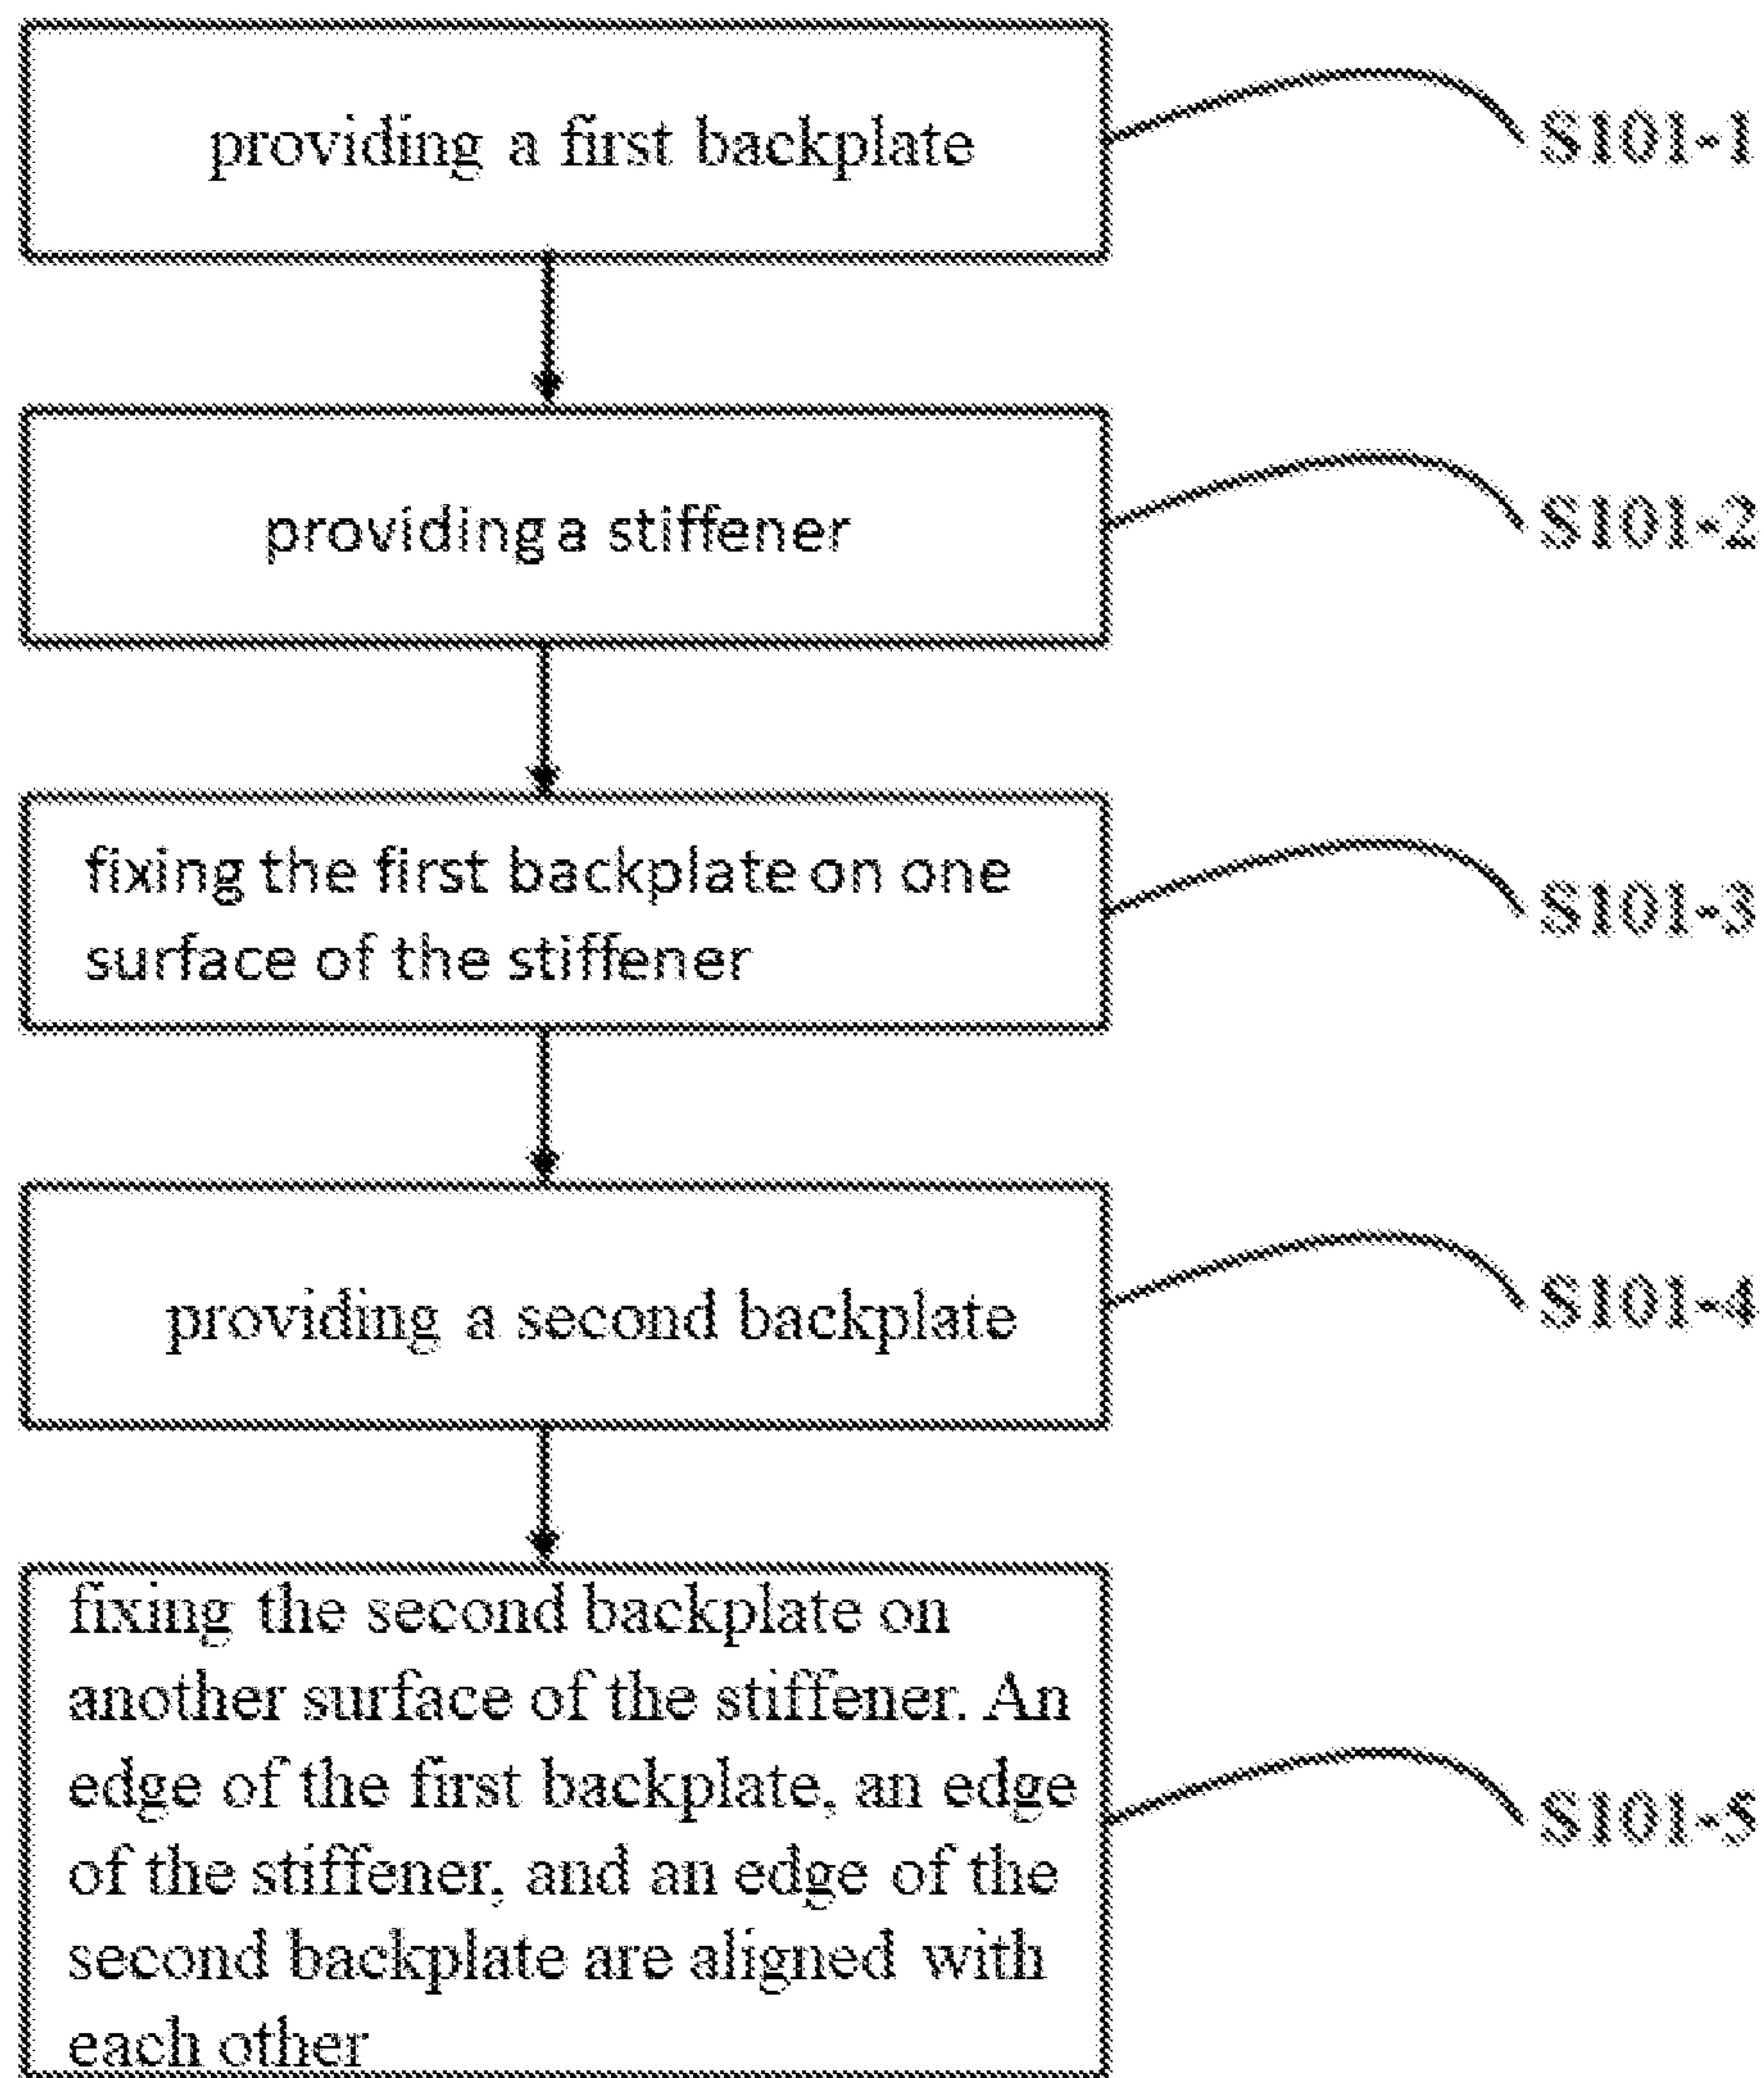 providing a first backplate
S101-1
providing a stiffener
S101-2
fixing the first backplate on one
surface of the stiffener
S101-3
providing a second backplate
S101-4
fixing the second backplate on
another surface of the stiffener. An
edge of the first backplate, an edge
of the stiffener, and an edge of the
second backplate are aligned with
each other
S101-5